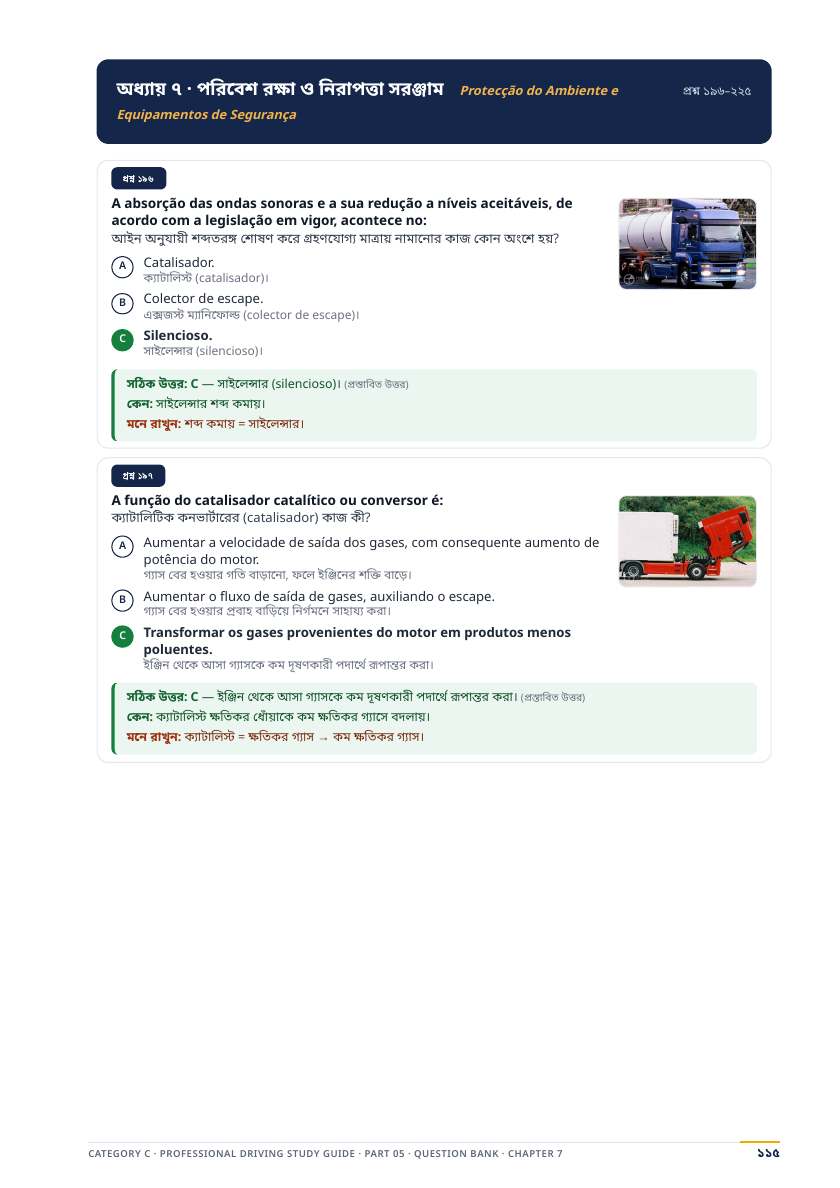 অধ্যায় ৭ · পরিবেশ রক্ষা ও নিরাপত্তা সরঞ্জাম Protecção do Ambiente e
Equipamentos de Segurança
প্রশ্ন ১৯৬–২২৫
প্রশ্ন ১৯৬
A absorção das ondas sonoras e a sua redução a níveis aceitáveis, de
acordo com a legislação em vigor, acontece no:
আইন অনুযায়ী শব্দতরঙ্গ শোষণ করে গ্রহণযোগ্য মাত্রায় নামানোর কাজ কোন অংশে হয়?
A Catalisador.
ক্যাটালিস্ট (catalisador)।
B Colector de escape.
এক্সজস্ট ম্যানিফোল্ড (colector de escape)।
C Silencioso.
সাইলেন্সার (silencioso)।
সঠিক উত্তর: C — সাইলেন্সার (silencioso)। (প্রস্তাবিত উত্তর)
কেন: সাইলেন্সার শব্দ কমায়।
মনে রাখুন: শব্দ কমায় = সাইলেন্সার।
প্রশ্ন ১৯৭
A função do catalisador catalítico ou conversor é:
ক্যাটালিটিক কনভার্টারের (catalisador) কাজ কী?
A Aumentar a velocidade de saída dos gases, com consequente aumento de
potência do motor.
গ্যাস বের হওয়ার গতি বাড়ানো, ফলে ইঞ্জিনের শক্তি বাড়ে।
B Aumentar o fluxo de saída de gases, auxiliando o escape.
গ্যাস বের হওয়ার প্রবাহ বাড়িয়ে নির্গমনে সাহায্য করা।
C Transformar os gases provenientes do motor em produtos menos
poluentes.
ইঞ্জিন থেকে আসা গ্যাসকে কম দূষণকারী পদার্থে রূপান্তর করা।
সঠিক উত্তর: C — ইঞ্জিন থেকে আসা গ্যাসকে কম দূষণকারী পদার্থে রূপান্তর করা। (প্রস্তাবিত উত্তর)
কেন: ক্যাটালিস্ট ক্ষতিকর ধোঁয়াকে কম ক্ষতিকর গ্যাসে বদলায়।
মনে রাখুন: ক্যাটালিস্ট = ক্ষতিকর গ্যাস → কম ক্ষতিকর গ্যাস।
CATEGORY C · PROFESSIONAL DRIVING STUDY GUIDE · PART 05 · QUESTION BANK · CHAPTER 7
১১৫